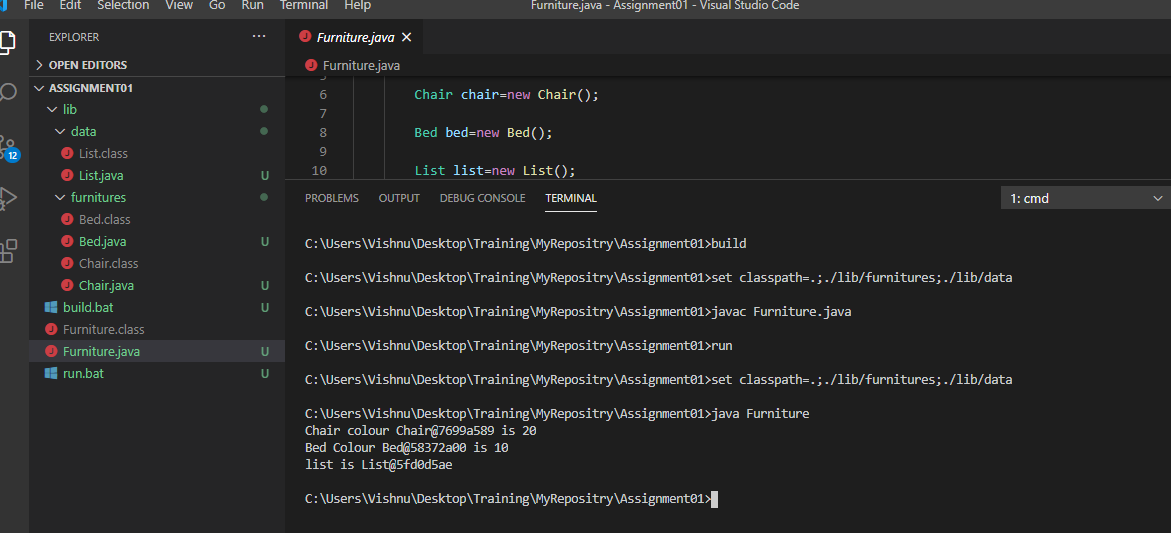 File Edit Selection View Go Run Terminal Help Furniture.java - Assignment01 - Visual Studio Code
EXPLORER ···
OPEN EDITORS
ASSIGNMENT01
lib
data
List.class
List.java U
furnitures
Bed.class
Bed.java U
Chair.class
Chair.java U
build.bat U
Furniture.class
Furniture.java U
run.bat U
12
Furniture.java
Furniture.java
6 Chair chair=new Chair();
7
8 Bed bed=new Bed();
9
10 List list=new List();
PROBLEMS OUTPUT DEBUG CONSOLE TERMINAL 1: cmd
C:\Users\Vishnu\Desktop\Training\MyRepositry\Assignment01>build
C:\Users\Vishnu\Desktop\Training\MyRepositry\Assignment01>set classpath=.;./lib/furnitures;./lib/data
C:\Users\Vishnu\Desktop\Training\MyRepositry\Assignment01>javac Furniture.java
C:\Users\Vishnu\Desktop\Training\MyRepositry\Assignment01>run
C:\Users\Vishnu\Desktop\Training\MyRepositry\Assignment01>set classpath=.;./lib/furnitures;./lib/data
C:\Users\Vishnu\Desktop\Training\MyRepositry\Assignment01>java Furniture
Chair colour Chair@7699a589 is 20
Bed Colour Bed@58372a00 is 10
list is List@5fd0d5ae
C:\Users\Vishnu\Desktop\Training\MyRepositry\Assignment01>